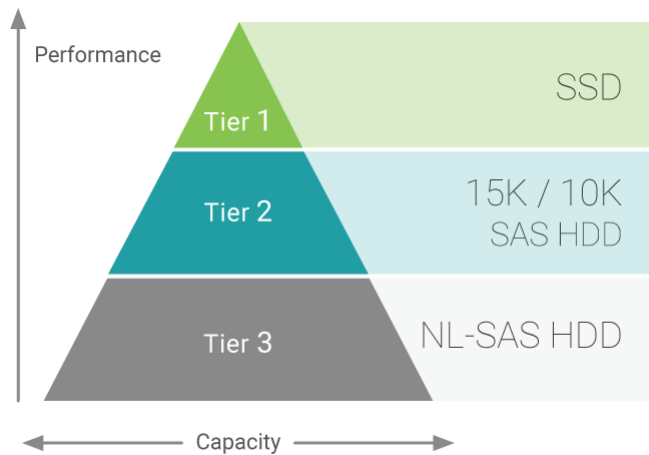 Performance
Tier 1
SSD
Tier 2
15K / 10K
SAS HDD
Tier 3
NL-SAS HDD
Capacity